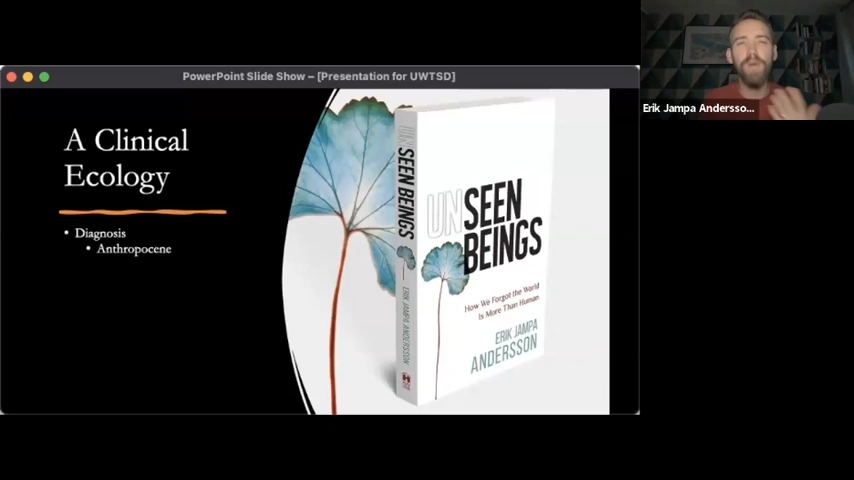 PowerPoint Slide Show – [Presentation for UWTSD]
Erik Jampa Andersso...
A Clinical
Ecology
• Diagnosis
• Anthropocene
UNSEEN BEINGS
ERIK JAMPA ANDERSSON
UNSEEN
BEINGS
How We Forgot the World
Is More Than Human
ERIK JAMPA
ANDERSSON